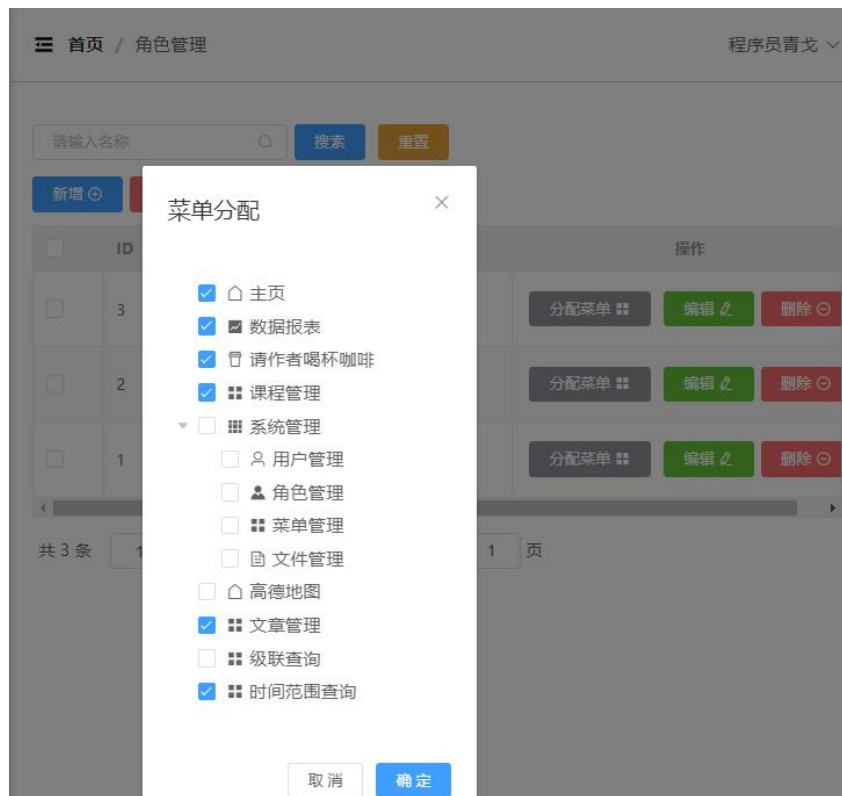 首页 / 角色管理
程序员青戈
请输入名称
搜索
重置
新增
菜单分配
ID
操作
主页
数据报表
请作者喝杯咖啡
课程管理
系统管理
用户管理
角色管理
菜单管理
文件管理
高德地图
文章管理
级联查询
时间范围查询
3
分配菜单
编辑
删除
2
分配菜单
编辑
删除
1
分配菜单
编辑
删除
共 3 条
1
1
页
取消
确定